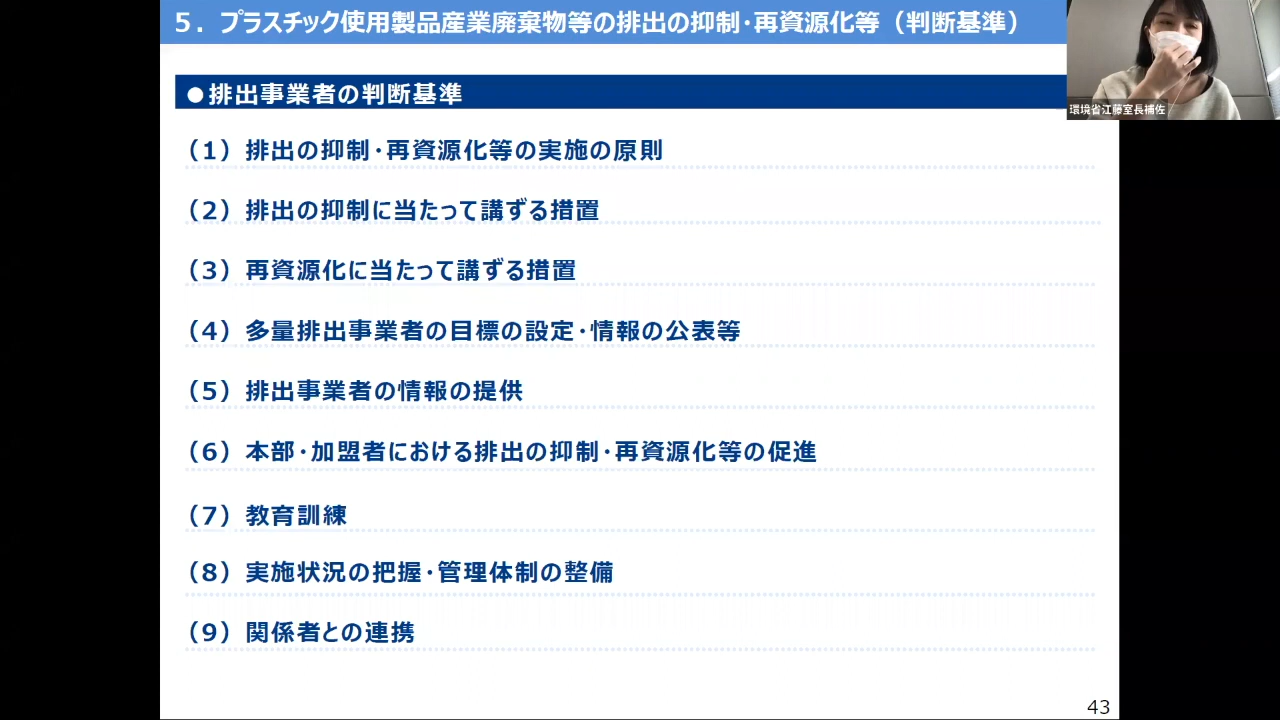 ５．プラスチック使用製品産業廃棄物等の排出の抑制･再資源化等（判断基準）
環境省江藤室長補佐
●排出事業者の判断基準
（1）排出の抑制･再資源化等の実施の原則
（2）排出の抑制に当たって講ずる措置
（3）再資源化に当たって講ずる措置
（4）多量排出事業者の目標の設定･情報の公表等
（5）排出事業者の情報の提供
（6）本部･加盟者における排出の抑制･再資源化等の促進
（7）教育訓練
（8）実施状況の把握･管理体制の整備
（9）関係者との連携
43